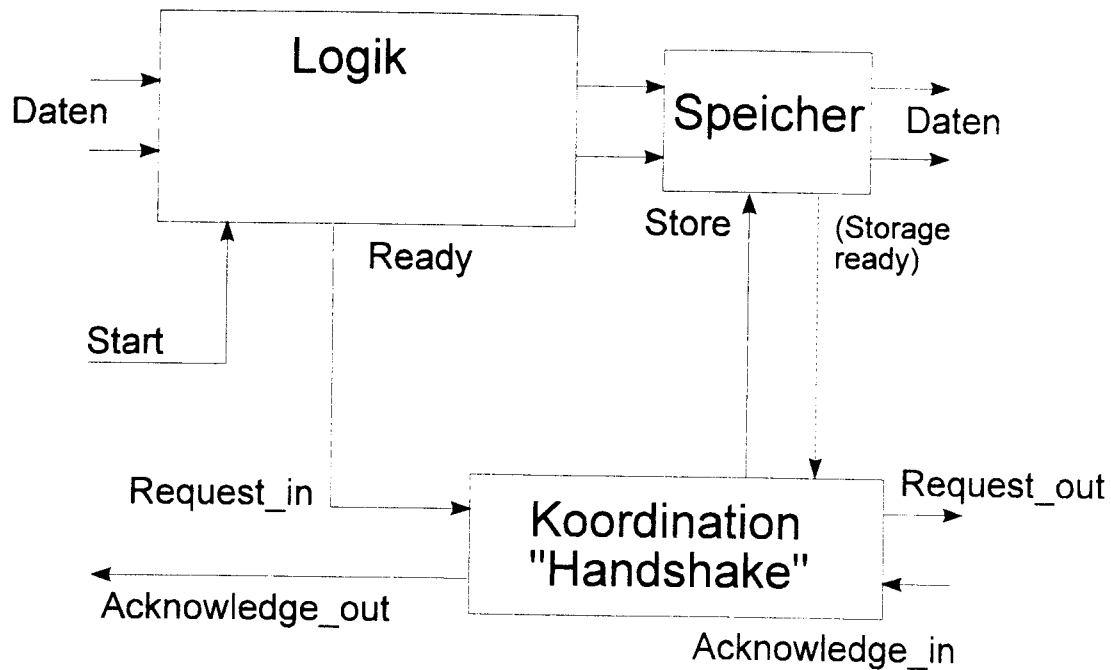 Logik
Daten
Speicher
Daten
Store
(Storage
ready)
Ready
Start
Request_in
Request_out
Koordination
"Handshake"
Acknowledge_out
Acknowledge_in